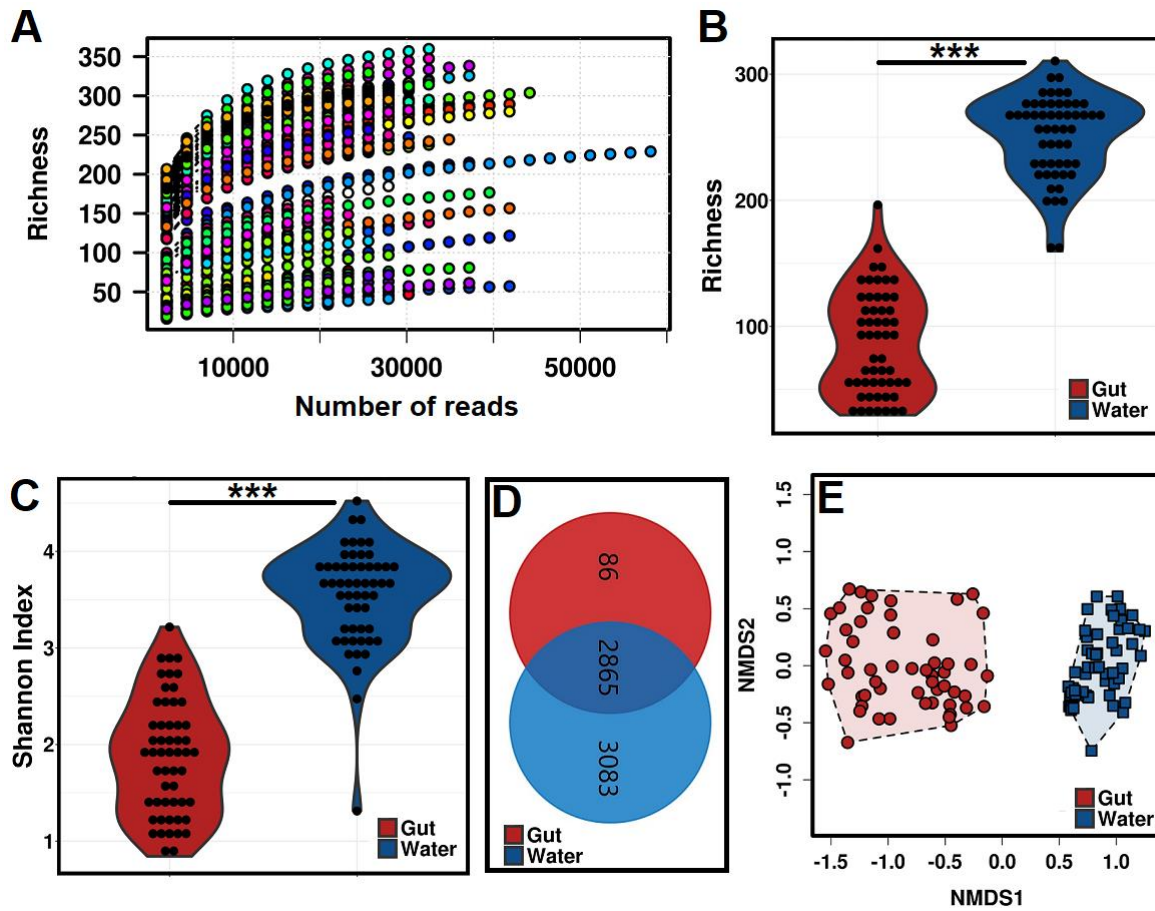 A
Richness
350
300
250
200
150
100
50
10000
30000
50000
Number of reads
B
***
Richness
300
200
100
Gut
Water
C
***
Shannon Index
4
3
2
1
Gut
Water
D
86
2865
3083
Gut
Water
E
NMDS2
1.5
1.0
0.5
0.0
-0.5
-1.0
Gut
Water
-1.5 -1.0 -0.5 0.0 0.5 1.0
NMDS1